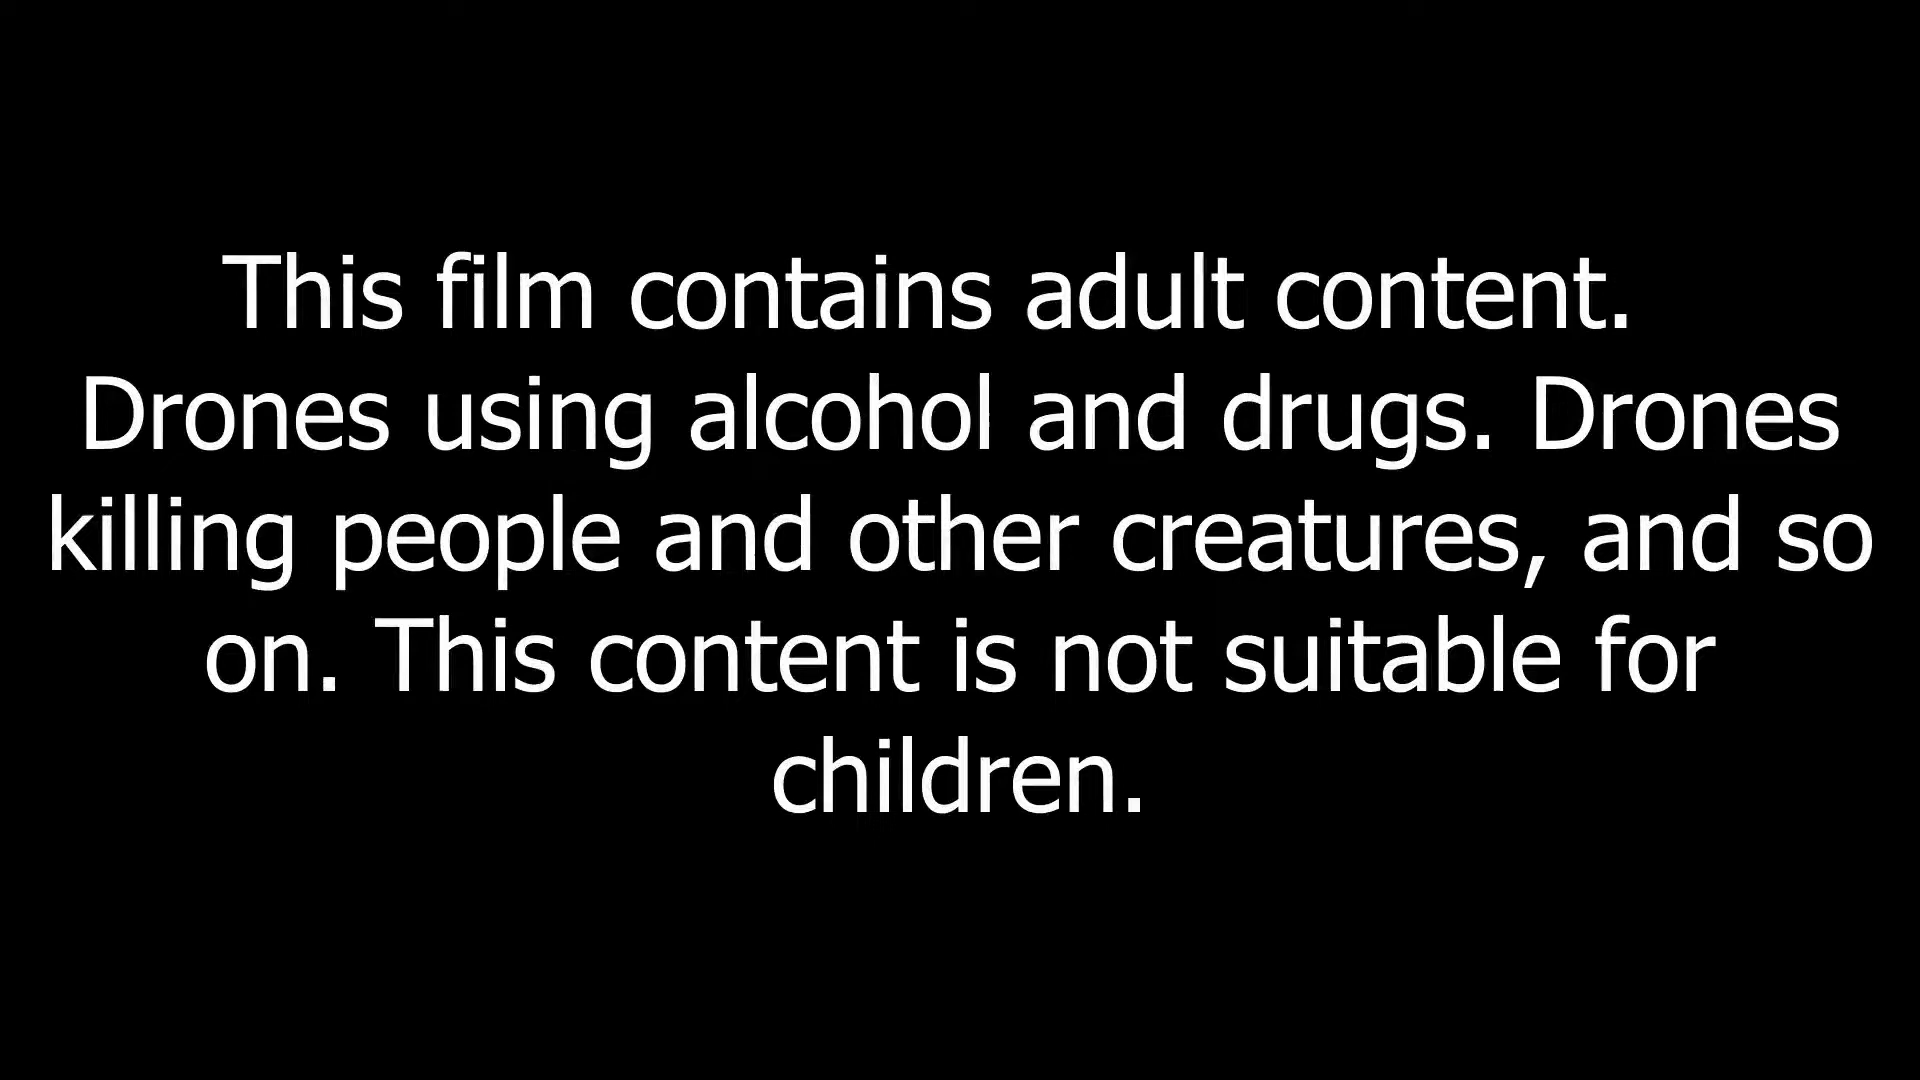 This film contains adult content.
Drones using alcohol and drugs. Drones
killing people and other creatures, and so
on. This content is not suitable for
children.